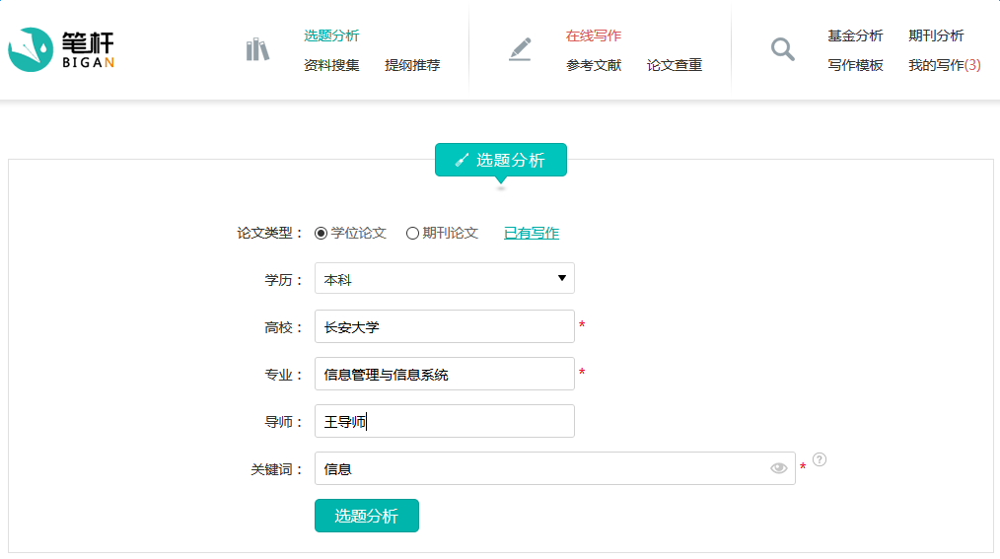 笔杆
BIGAN
选题分析
资料搜集 提纲推荐
在线写作
参考文献 论文查重
基金分析 期刊分析
写作模板 我的写作(3)
选题分析
论文类型： 学位论文 期刊论文 已有写作
学历： 本科
高校： 长安大学 *
专业： 信息管理与信息系统 *
导师： 王导师
关键词： 信息 * ?
选题分析